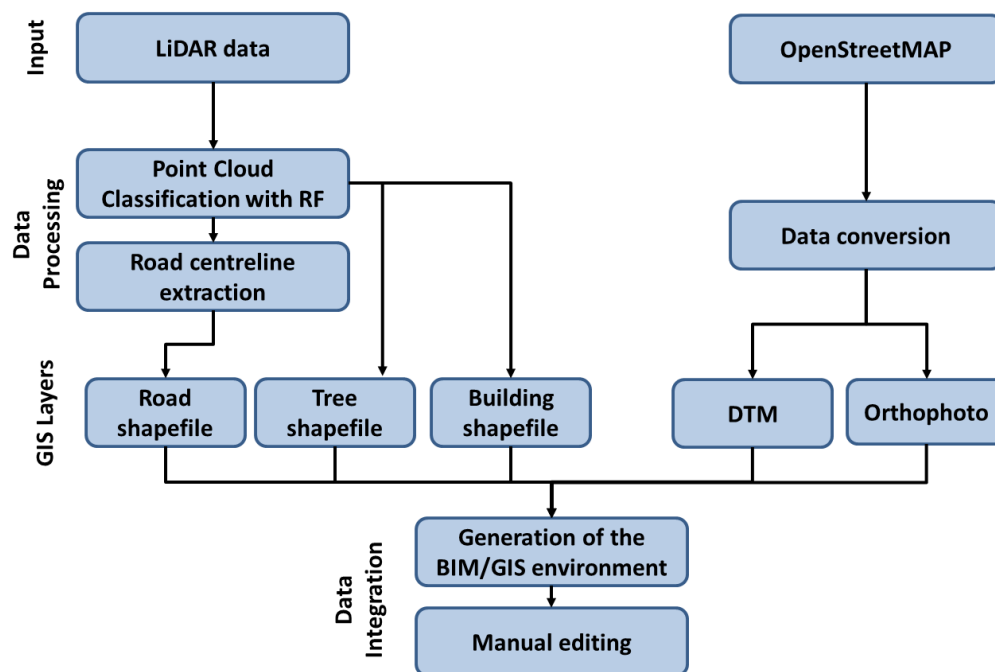 Input
LiDAR data
OpenStreetMAP
Data
Processing
Point Cloud
Classification with RF
Road centreline
extraction
Data conversion
GIS Layers
Road
shapefile
Tree
shapefile
Building
shapefile
DTM
Orthophoto
Data
Integration
Generation of the
BIM/GIS environment
Manual editing